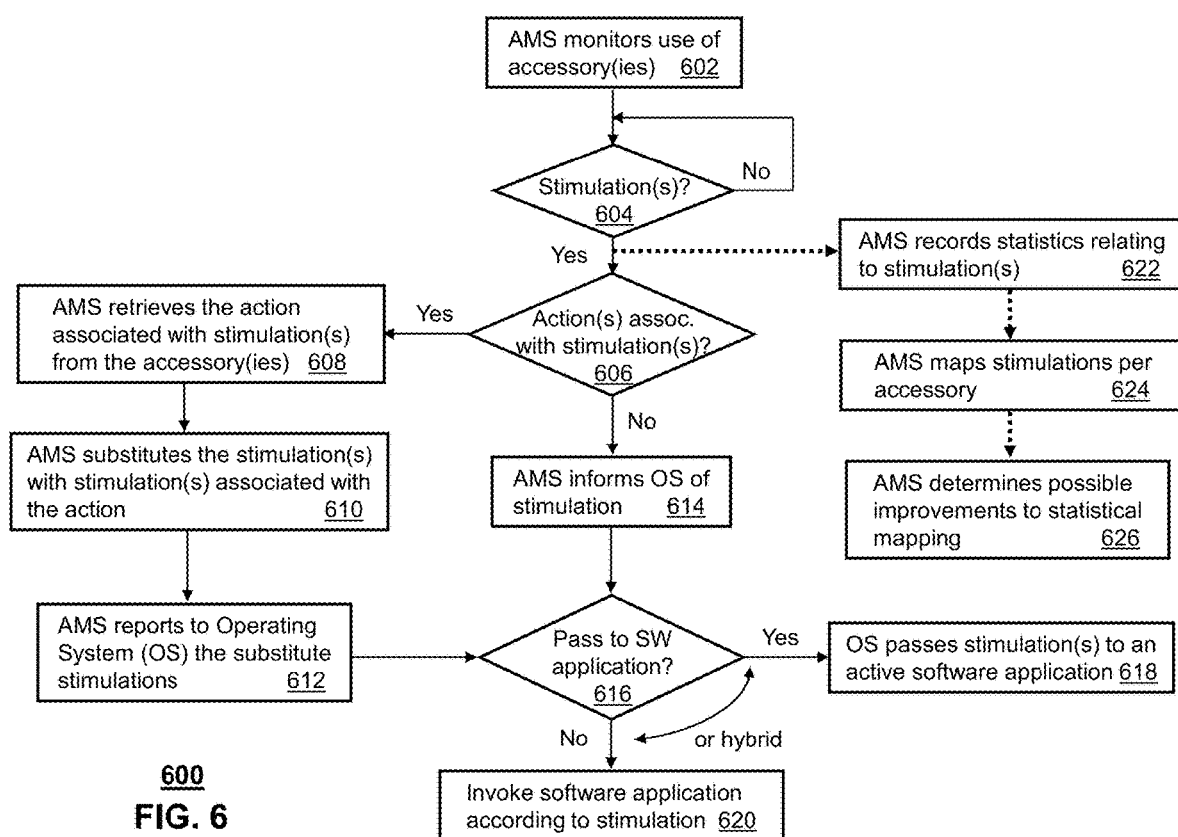 AMS monitors use of
accessory(ies) 602
No
Stimulation(s)?
604
Yes
AMS records statistics relating
to stimulation(s) 622
AMS retrieves the action
associated with stimulation(s)
from the accessory(ies) 608
Yes
Action(s) assoc.
with stimulation(s)?
606
AMS maps stimulations per
accessory 624
No
AMS substitutes the stimulation(s)
with stimulation(s) associated with
the action 610
AMS informs OS of
stimulation 614
AMS determines possible
improvements to statistical
mapping 626
AMS reports to Operating
System (OS) the substitute
stimulations 612
Pass to SW
application?
616
Yes
OS passes stimulation(s) to an
active software application 618
No
or hybrid
Invoke software application
according to stimulation 620
600
FIG. 6